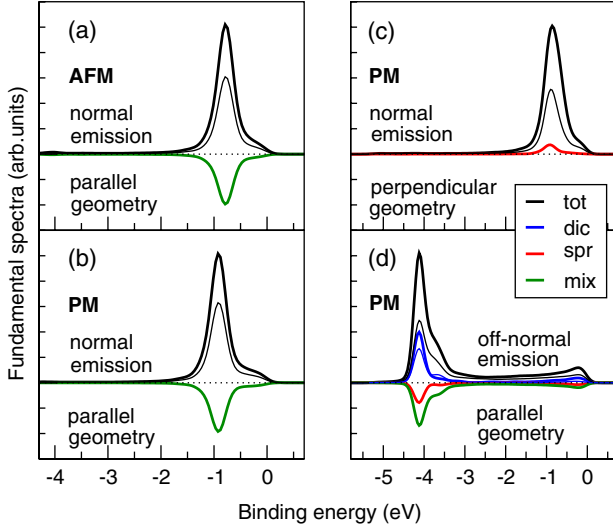 Fundamental spectra (arb.units)
(a)
AFM
normal
emission
parallel
geometry
(b)
PM
normal
emission
parallel
geometry
-4 -3 -2 -1 0
(c)
PM
normal
emission
perpendicular
geometry
tot
dic
spr
mix
(d)
PM
off-normal
emission
parallel
geometry
-5 -4 -3 -2 -1 0
Binding energy (eV)